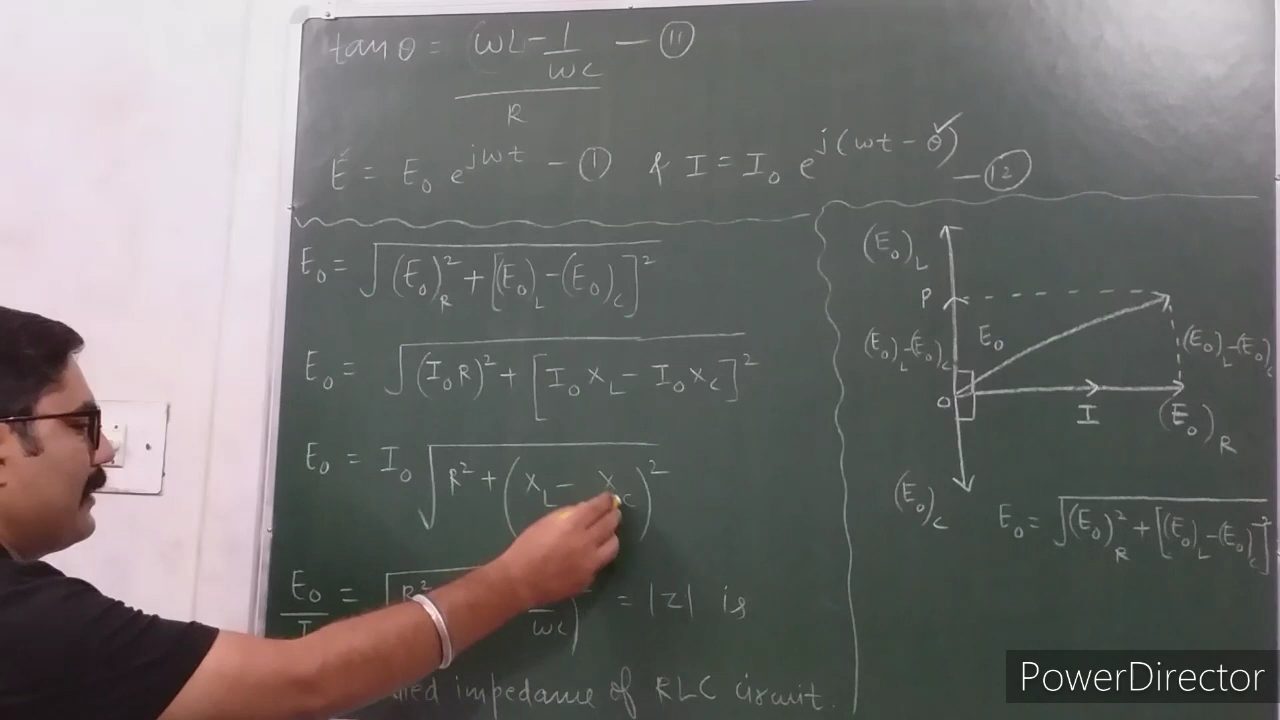 tan θ = (ωL - 1/ωC)/R — ⑪
E = E₀ e^{jωt} - ① & I = I₀ e^{j(ωt - θ)} — ⑫
E₀ = √((E₀)_R² + [(E₀)_L - (E₀)_C]²)
E₀ = √((I₀R)² + [I₀X_L - I₀X_C]²)
E₀ = I₀ √(R² + (X_L - X_C)²)
E₀/I = √(R² ωC)² = |Z| is
impedance of RLC circuit.
(E₀)_L
P
(E₀)_L - (E₀)_C
E₀
(E₀)_L - (E₀)_C
O
I
(E₀)_R
(E₀)_C
E₀ = √((E₀)_R² + [(E₀)_L - (E₀)_C]²)
PowerDirector